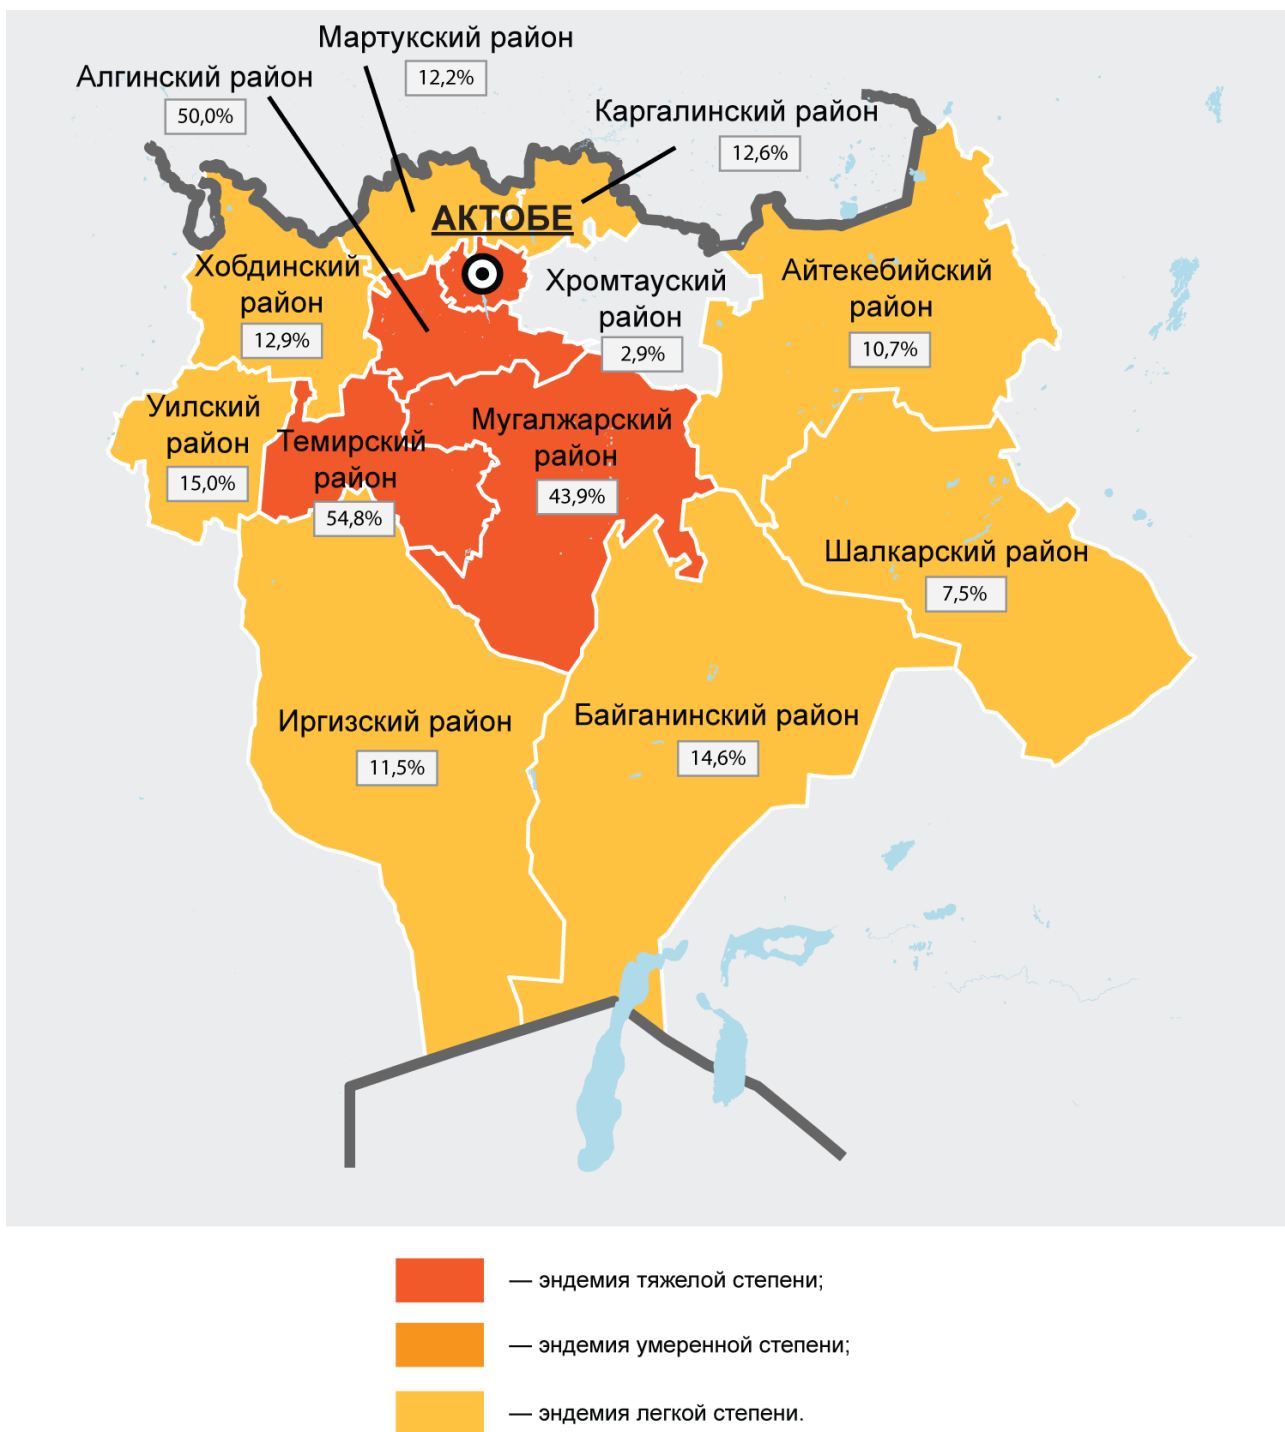 Мартукский район
12,2%
Алгинский район
50,0%
Каргалинский район
12,6%
АКТОБЕ
Хобдинский
район
12,9%
Хромтауский
район
2,9%
Айтекебийский
район
10,7%
Уилский
район
15,0%
Темирский
район
54,8%
Мугалжарский
район
43,9%
Шалкарский район
7,5%
Иргизский район
11,5%
Байганинский район
14,6%
— эндемия тяжелой степени;
— эндемия умеренной степени;
— эндемия легкой степени.